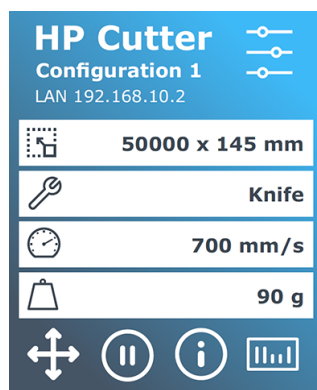 HP Cutter
Configuration 1
LAN 192.168.10.2
50000 x 145 mm
Knife
700 mm/s
90 g